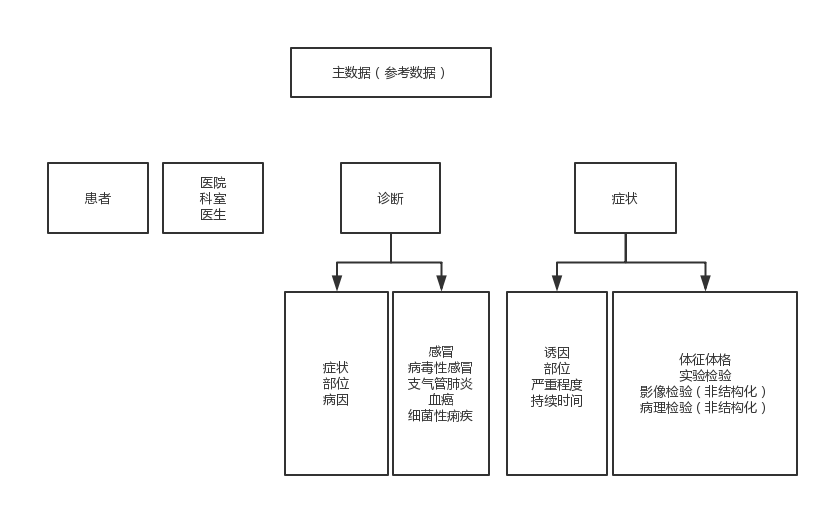 主数据（参考数据）
患者
医院
科室
医生
诊断
症状
症状
部位
病因
感冒
病毒性感冒
支气管肺炎
血癌
细菌性痢疾
诱因
部位
严重程度
持续时间
体征体格
实验检验
影像检验（非结构化）
病理检验（非结构化）